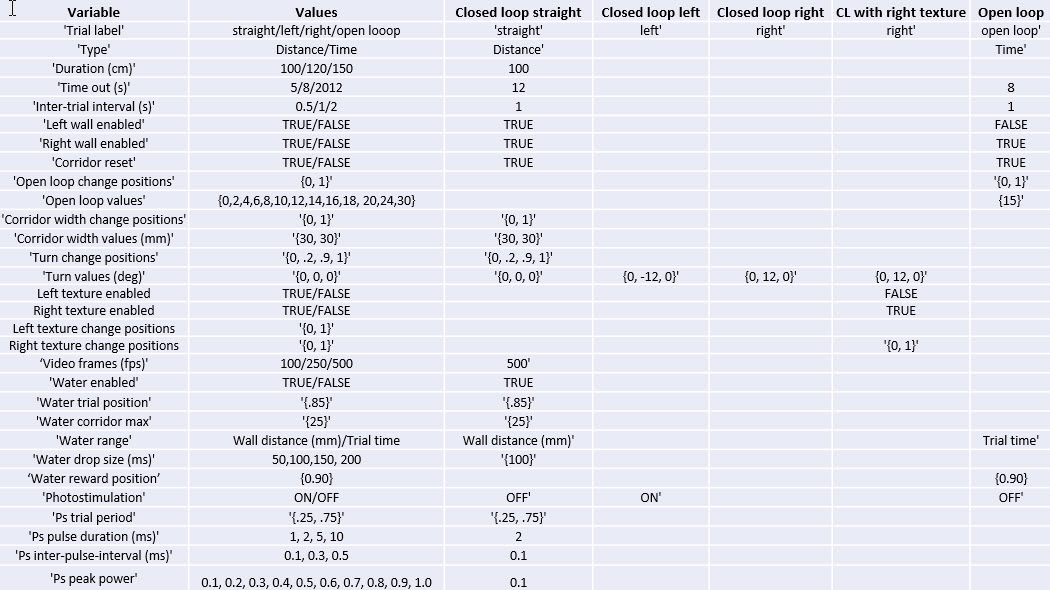 Variable Values Closed loop straight Closed loop left Closed loop right CL with right texture Open loop
'Trial label' straight/left/right/open looop 'straight' left' right' right' open loop'
'Type' Distance/Time Distance' Time'
'Duration (cm)' 100/120/150 100
'Time out (s)' 5/8/2012 12 8
'Inter-trial interval (s)' 0.5/1/2 1 1
'Left wall enabled' TRUE/FALSE TRUE FALSE
'Right wall enabled' TRUE/FALSE TRUE TRUE
'Corridor reset' TRUE/FALSE TRUE TRUE
'Open loop change positions' {0, 1}' '{0, 1}'
'Open loop values' {0,2,4,6,8,10,12,14,16,18, 20,24,30} {15}'
'Corridor width change positions' '{0, 1}' '{0, 1}'
'Corridor width values (mm)' '{30, 30}' '{30, 30}'
'Turn change positions' '{0, .2, .9, 1}' '{0, .2, .9, 1}'
'Turn values (deg)' '{0, 0, 0}' '{0, 0, 0}' {0, -12, 0}' {0, 12, 0}' {0, 12, 0}'
Left texture enabled TRUE/FALSE FALSE
Right texture enabled TRUE/FALSE TRUE
Left texture change positions '{0, 1}'
Right texture change positions '{0, 1}' '{0, 1}'
‘Video frames (fps)' 100/250/500 500'
'Water enabled' TRUE/FALSE TRUE
'Water trial position' '{.85}' '{.85}'
'Water corridor max' '{25}' '{25}'
'Water range' Wall distance (mm)/Trial time Wall distance (mm)' Trial time'
'Water drop size (ms)' 50,100,150, 200 '{100}'
‘Water reward position’ {0.90} {0.90}
'Photostimulation' ON/OFF OFF' ON' OFF'
'Ps trial period' '{.25, .75}' '{.25, .75}'
'Ps pulse duration (ms)' 1, 2, 5, 10 2
'Ps inter-pulse-interval (ms)' 0.1, 0.3, 0.5 0.1
'Ps peak power' 0.1, 0.2, 0.3, 0.4, 0.5, 0.6, 0.7, 0.8, 0.9, 1.0 0.1